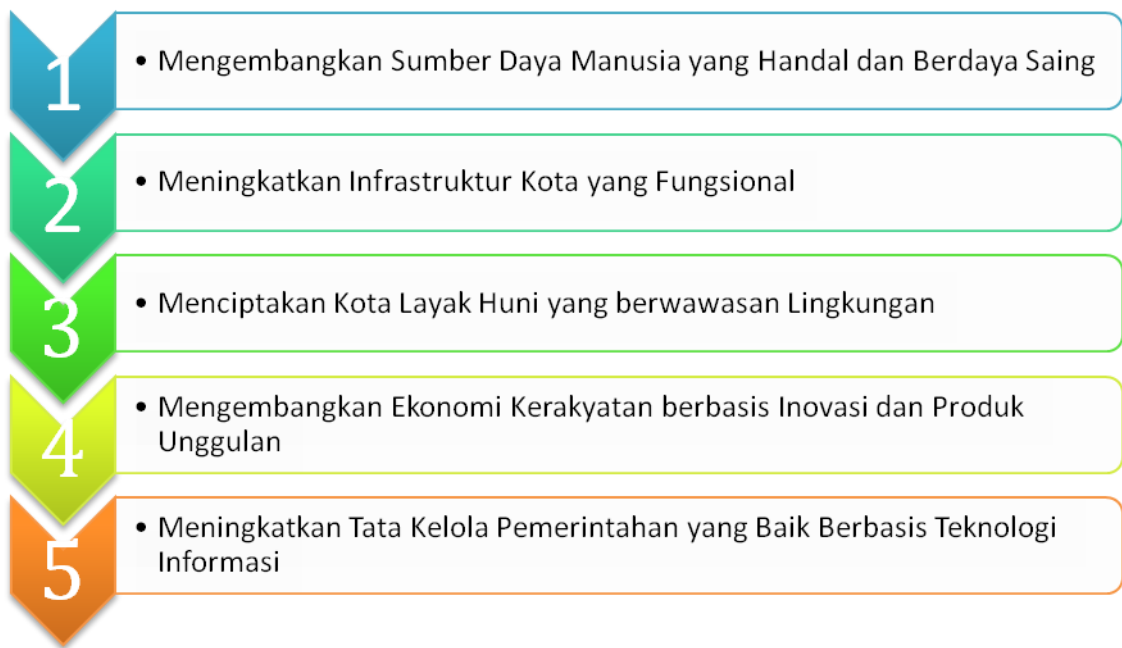 1
• Mengembangkan Sumber Daya Manusia yang Handal dan Berdaya Saing
2
• Meningkatkan Infrastruktur Kota yang Fungsional
3
• Menciptakan Kota Layak Huni yang berwawasan Lingkungan
4
• Mengembangkan Ekonomi Kerakyatan berbasis Inovasi dan Produk
Unggulan
5
• Meningkatkan Tata Kelola Pemerintahan yang Baik Berbasis Teknologi
Informasi